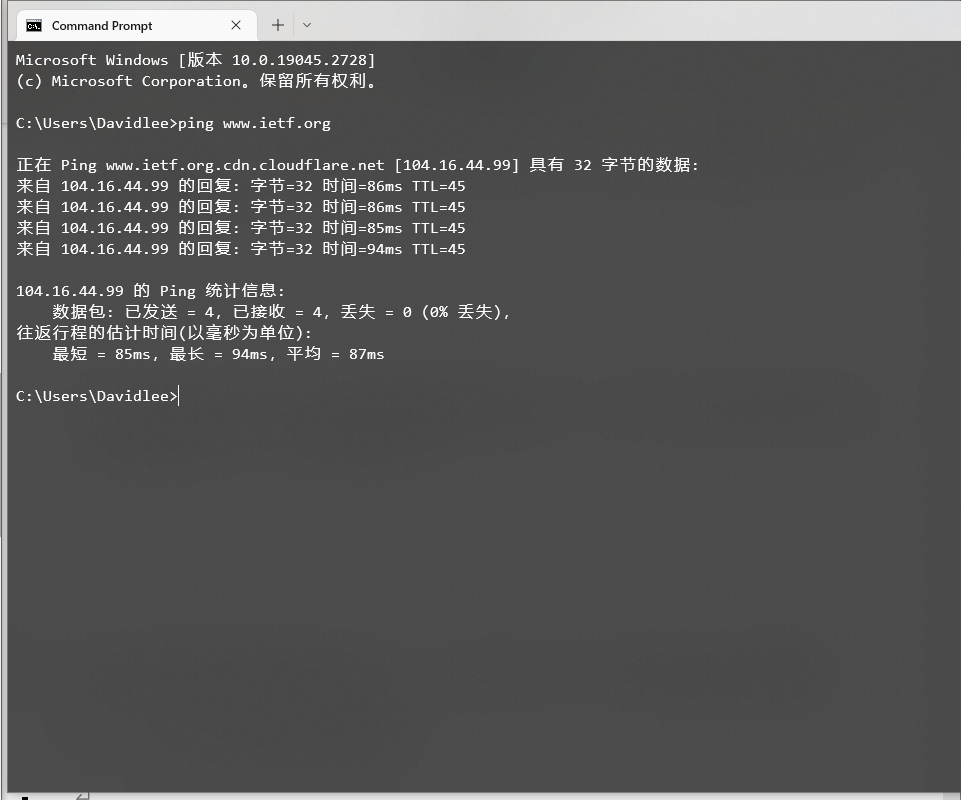 Command Prompt
Microsoft Windows [版本 10.0.19045.2728]
(c) Microsoft Corporation。保留所有权利。
C:\Users\Davidlee>ping www.ietf.org
正在 Ping www.ietf.org.cdn.cloudflare.net [104.16.44.99] 具有 32 字节的数据:
来自 104.16.44.99 的回复: 字节=32 时间=86ms TTL=45
来自 104.16.44.99 的回复: 字节=32 时间=86ms TTL=45
来自 104.16.44.99 的回复: 字节=32 时间=85ms TTL=45
来自 104.16.44.99 的回复: 字节=32 时间=94ms TTL=45
104.16.44.99 的 Ping 统计信息:
数据包: 已发送 = 4, 已接收 = 4, 丢失 = 0 (0% 丢失),
往返行程的估计时间(以毫秒为单位):
最短 = 85ms, 最长 = 94ms, 平均 = 87ms
C:\Users\Davidlee>